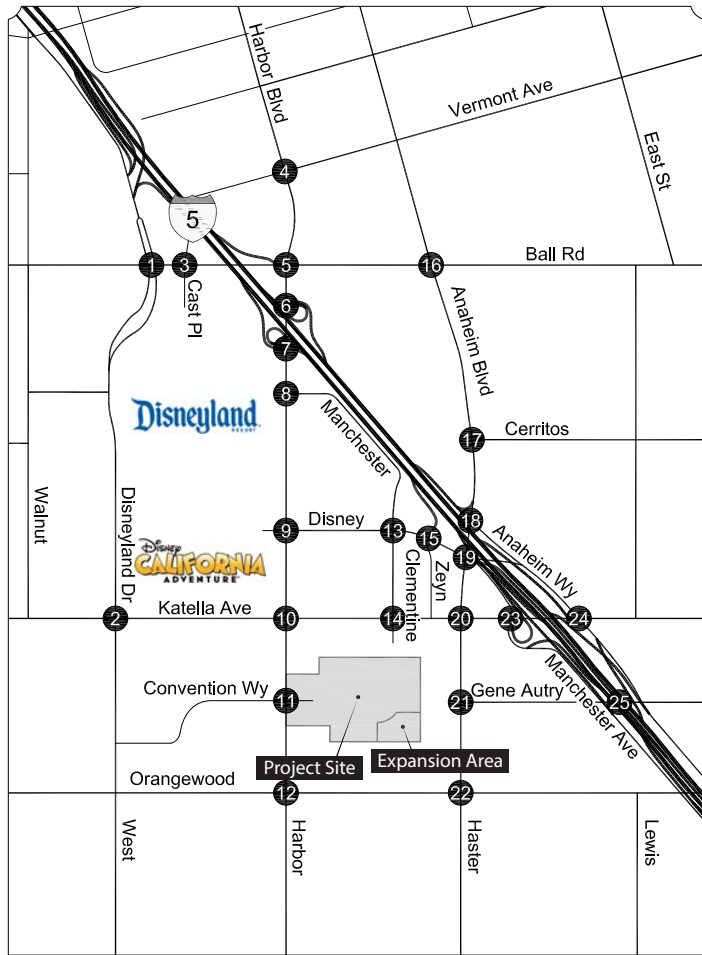 Harbor Blvd
Vermont Ave
East St
4
5
1
3
5
16
Ball Rd
Cast Pl
6
7
Anaheim Blvd
8
Manchester
Disneyland
RESORT
17
Cerritos
Walnut
Disneyland Dr
9
Disney
13
15
18
19
Anaheim Wy
Disney
CALIFORNIA
ADVENTURE
Clementine
Zeyn
2
Katella Ave
10
14
20
23
24
Convention Wy
11
21
Gene Autry
25
Manchester Ave
Project Site
Expansion Area
Orangewood
12
22
West
Harbor
Haster
Lewis